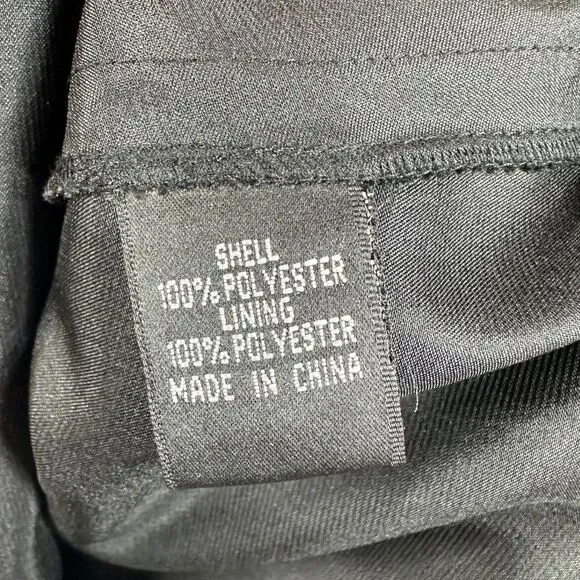 SHELL
100% POLYESTER
LINING
100% POLYESTER
MADE IN CHINA